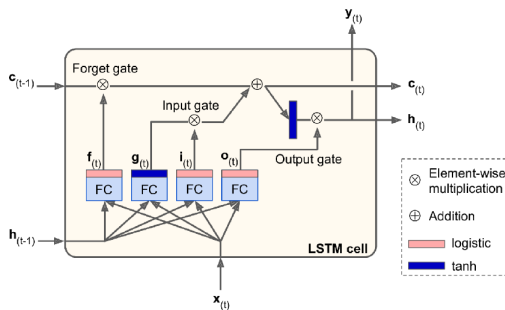 y(t)
Forget gate
c(t-1)
c(t)
Input gate
h(t)
f(t)
g(t)
i(t)
o(t)
Output gate
FC
FC
FC
FC
h(t-1)
LSTM cell
x(t)
⊗ Element-wise
multiplication
⊕ Addition
logistic
tanh